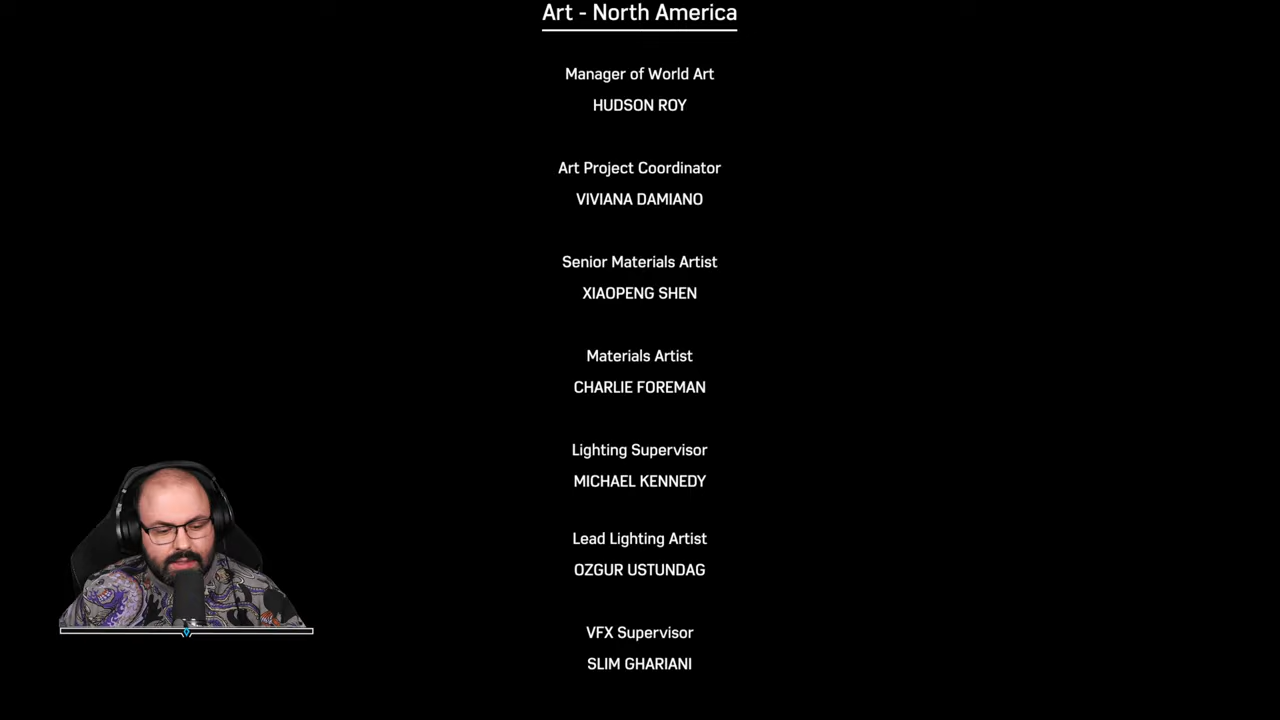 Art - North America
Manager of World Art
HUDSON ROY
Art Project Coordinator
VIVIANA DAMIANO
Senior Materials Artist
XIAOPENG SHEN
Materials Artist
CHARLIE FOREMAN
Lighting Supervisor
MICHAEL KENNEDY
Lead Lighting Artist
OZGUR USTUNDAG
VFX Supervisor
SLIM GHARIANI